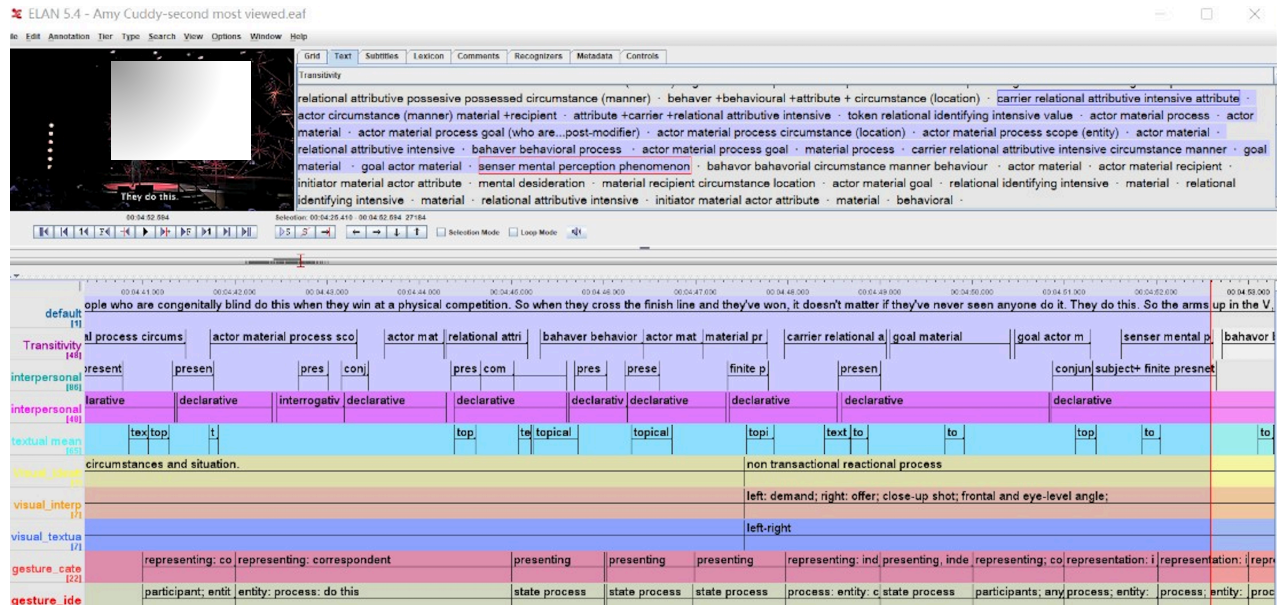 ELAN 5.4 - Amy Cuddy-second most viewed.eaf
Edit Annotation Tier Type Search View Options Window Help
Grid Text Subtitles Lexicon Comments Recognizers Metadata Controls
Transitivity
relational attributive possesive possessed circumstance (manner) · behaver +behavioural +attribute + circumstance (location) · carrier relational attributive intensive attribute ·
actor circumstance (manner) material +recipient · attribute +carrier +relational attributive intensive · token relational identifying intensive value · actor material process · actor
material · actor material process goal (who are...post-modifier) · actor material process circumstance (location) · actor material process scope (entity) · actor material ·
relational attributive intensive · bahaver behavioral process · actor material process goal · material process · carrier relational attributive intensive circumstance manner · goal
material · goal actor material · senser mental perception phenomenon · bahavor bahavorial circumstance manner behaviour · actor material · actor material recipient ·
initiator material actor attribute · mental desideration · material recipient circumstance location · actor material goal · relational identifying intensive · material · relational
identifying intensive · material · relational attributive intensive · initiator material actor attribute · material · behavioral ·
They do this.
00:04:52.594
Selection: 00:04:25.410 - 00:04:52.594 27184
Selection Mode Loop Mode
00:04:41.000 00:04:42.000 00:04:43.000 00:04:44.000 00:04:45.000 00:04:46.000 00:04:47.000 00:04:48.000 00:04:49.000 00:04:50.000 00:04:51.000 00:04:52.000 00:04:53.000
default ople who are congenitally blind do this when they win at a physical competition. So when they cross the finish line and they've won, it doesn't matter if they've never seen anyone do it. They do this. So the arms up in the V,
[1]
Transitivity al process circums actor material process sco actor mat relational attri bahaver behavior actor mat material pr carrier relational a goal material goal actor m senser mental p bahavor b
[48]
interpersonal present presen pres conj pres com pres prese finite p presen conjun subject+ finite presnet
[86]
interpersonal larative declarative interrogativ declarative declarative declarativ declarative declarative declarative declarative
[49]
textual mean tex top t top te topical topical topi text to to top to to
[65]
circumstances and situation. non transactional reactional process
visual_interp left: demand; right: offer; close-up shot; frontal and eye-level angle;
[7]
visual_textua left-right
[7]
gesture_cate representing: co representing: correspondent presenting presenting presenting representing: ind presenting, inde representing; co representation: i representation: i repre
[22]
gesture_ide participant; entit entity: process: do this state process state process state process process: entity: c state process participants; any process; entity: process; entity: proc